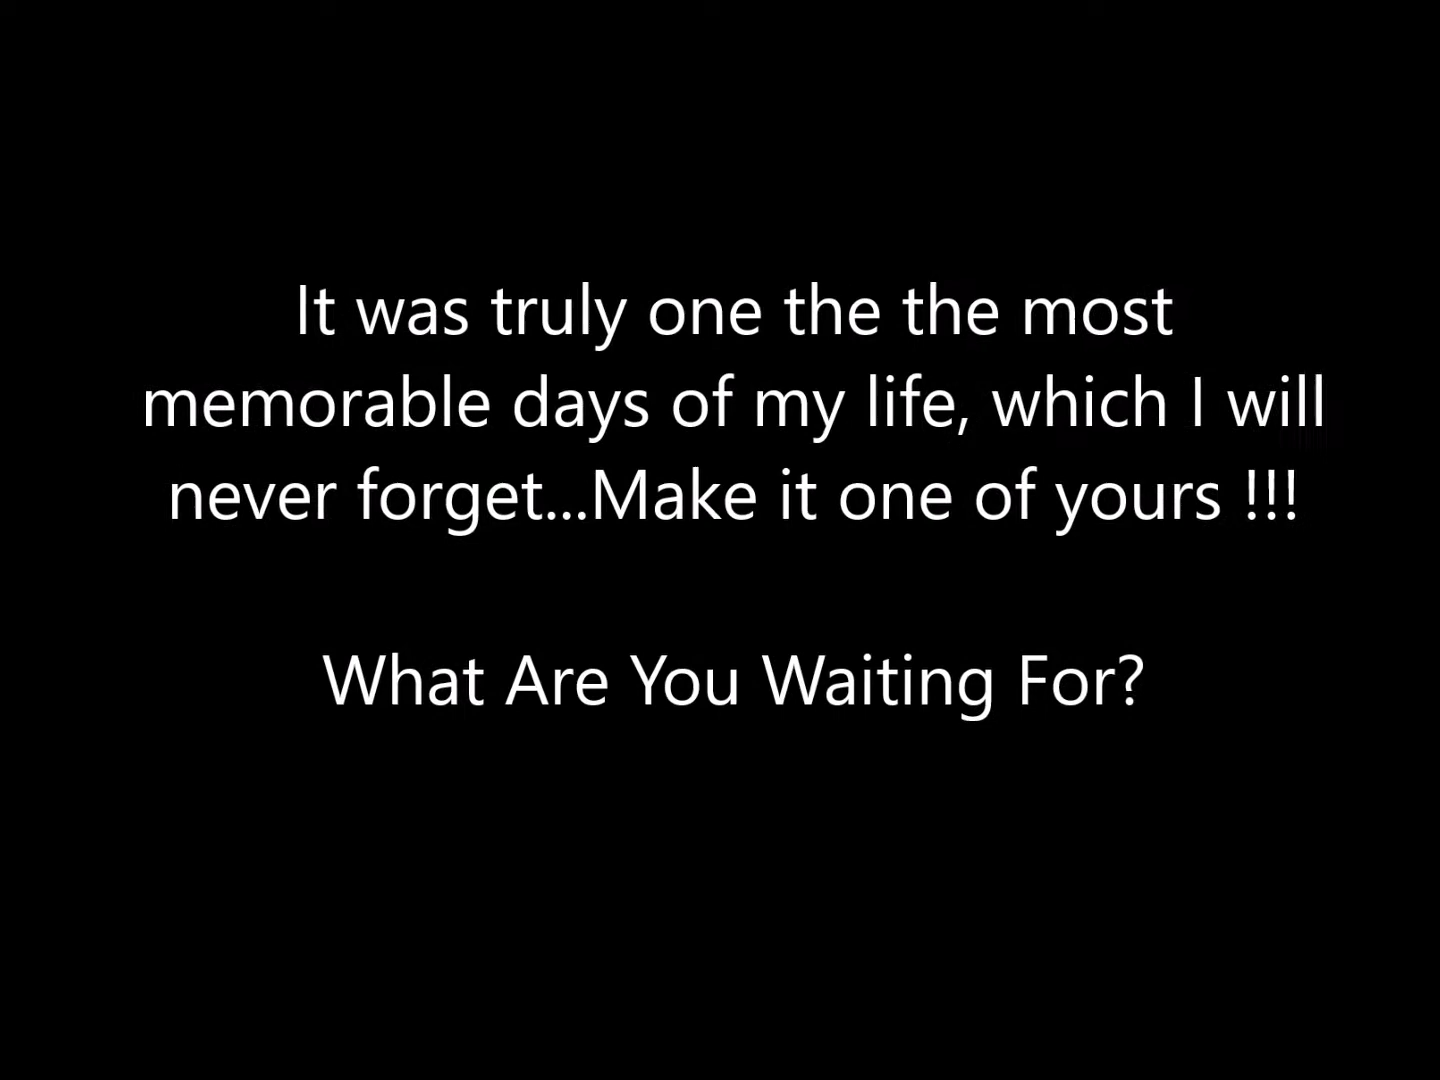 It was truly one the the most
memorable days of my life, which I will
never forget...Make it one of yours !!!
What Are You Waiting For?